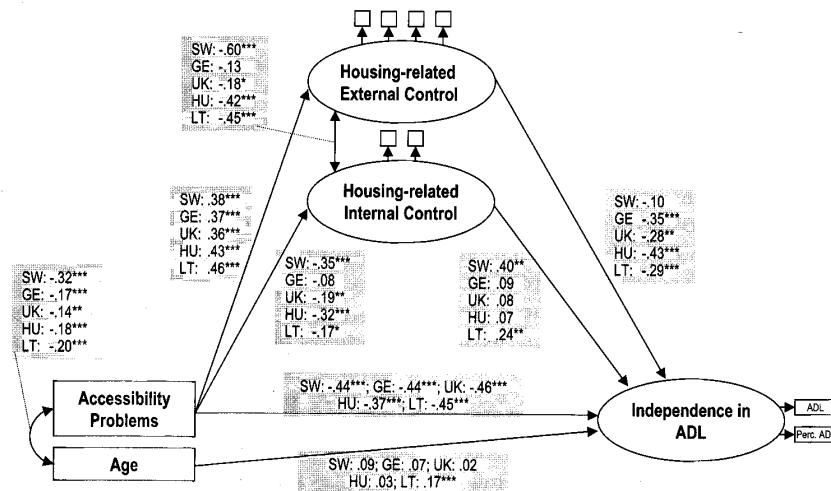 SW: -.60***
GE: -.13
UK: -.18*
HU: -.42***
LT: -.45***
Housing-related
External Control
Housing-related
Internal Control
SW: .38***
GE: .37***
UK: .36***
HU: .43***
LT: .46***
SW: -.10
GE -.35***
UK: -.28**
HU: -.43***
LT: -.29***
SW: -.32***
GE: -.17***
UK: -.14**
HU: -.18***
LT: -.20***
SW: -.35***
GE: -.08
UK: -.19**
HU: -.32***
LT: -.17*
SW: .40**
GE: .09
UK: .08
HU: .07
LT: .24**
Accessibility
Problems
SW: -.44***; GE: -.44***; UK: -.46***
HU: -.37***; LT: -.45***
Independence in
ADL
ADL
Perc. AD
Age
SW: .09; GE: .07; UK: .02
HU: .03; LT: .17***